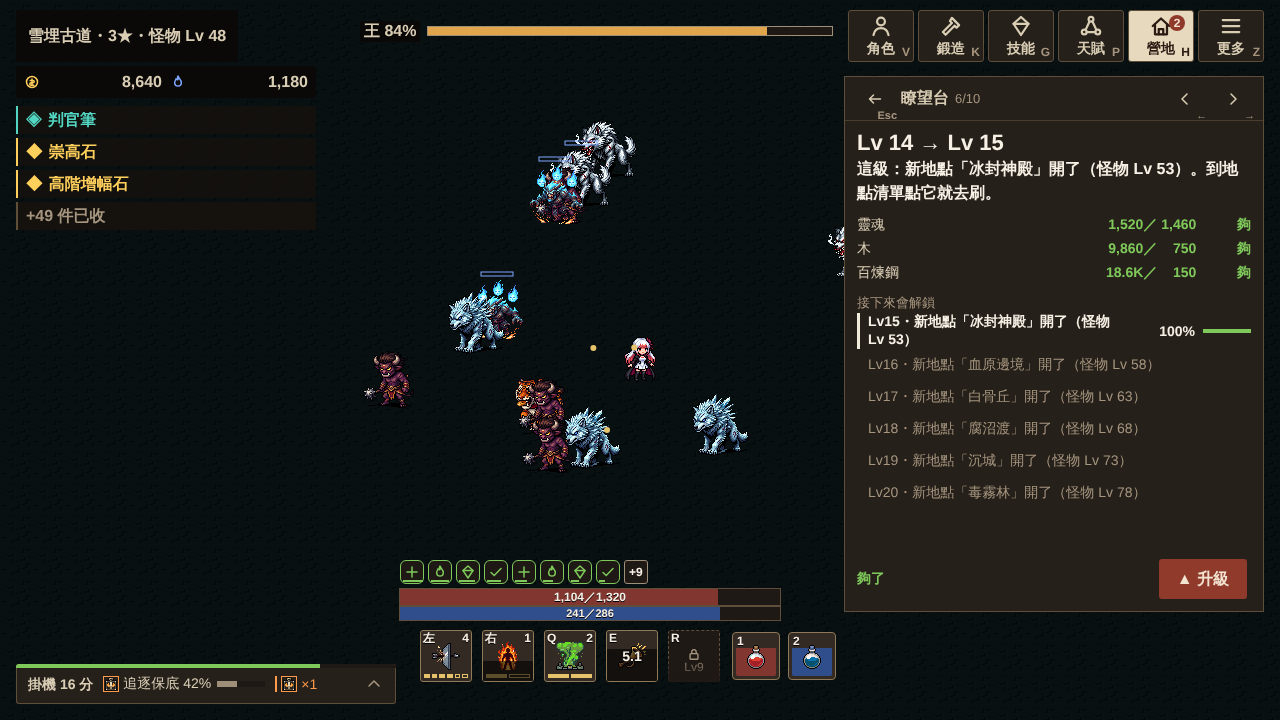 雪埋古道・3★・怪物 Lv 48
8,640 1,180
判官筆
崇高石
高階增幅石
+49 件已收
王 84%
角色 V
鍛造 K
技能 G
天賦 P
營地 2 H
更多 Z
瞭望台 6/10
Esc ← →
Lv 14 → Lv 15
這級：新地點「冰封神殿」開了（怪物 Lv 53）。到地
點清單點它就去刷。
靈魂 1,520／ 1,460 夠
木 9,860／ 750 夠
百煉鋼 18.6K／ 150 夠
接下來會解鎖
Lv15・新地點「冰封神殿」開了（怪物
Lv 53） 100%
Lv16・新地點「血原邊境」開了（怪物 Lv 58）
Lv17・新地點「白骨丘」開了（怪物 Lv 63）
Lv18・新地點「腐沼渡」開了（怪物 Lv 68）
Lv19・新地點「沉城」開了（怪物 Lv 73）
Lv20・新地點「毒霧林」開了（怪物 Lv 78）
夠了 ▲ 升級
+9
1,104／1,320
241／286
左 4
右 1
Q 2
E 5.1
R Lv9
1
2
掛機 16 分 追逐保底 42% ×1